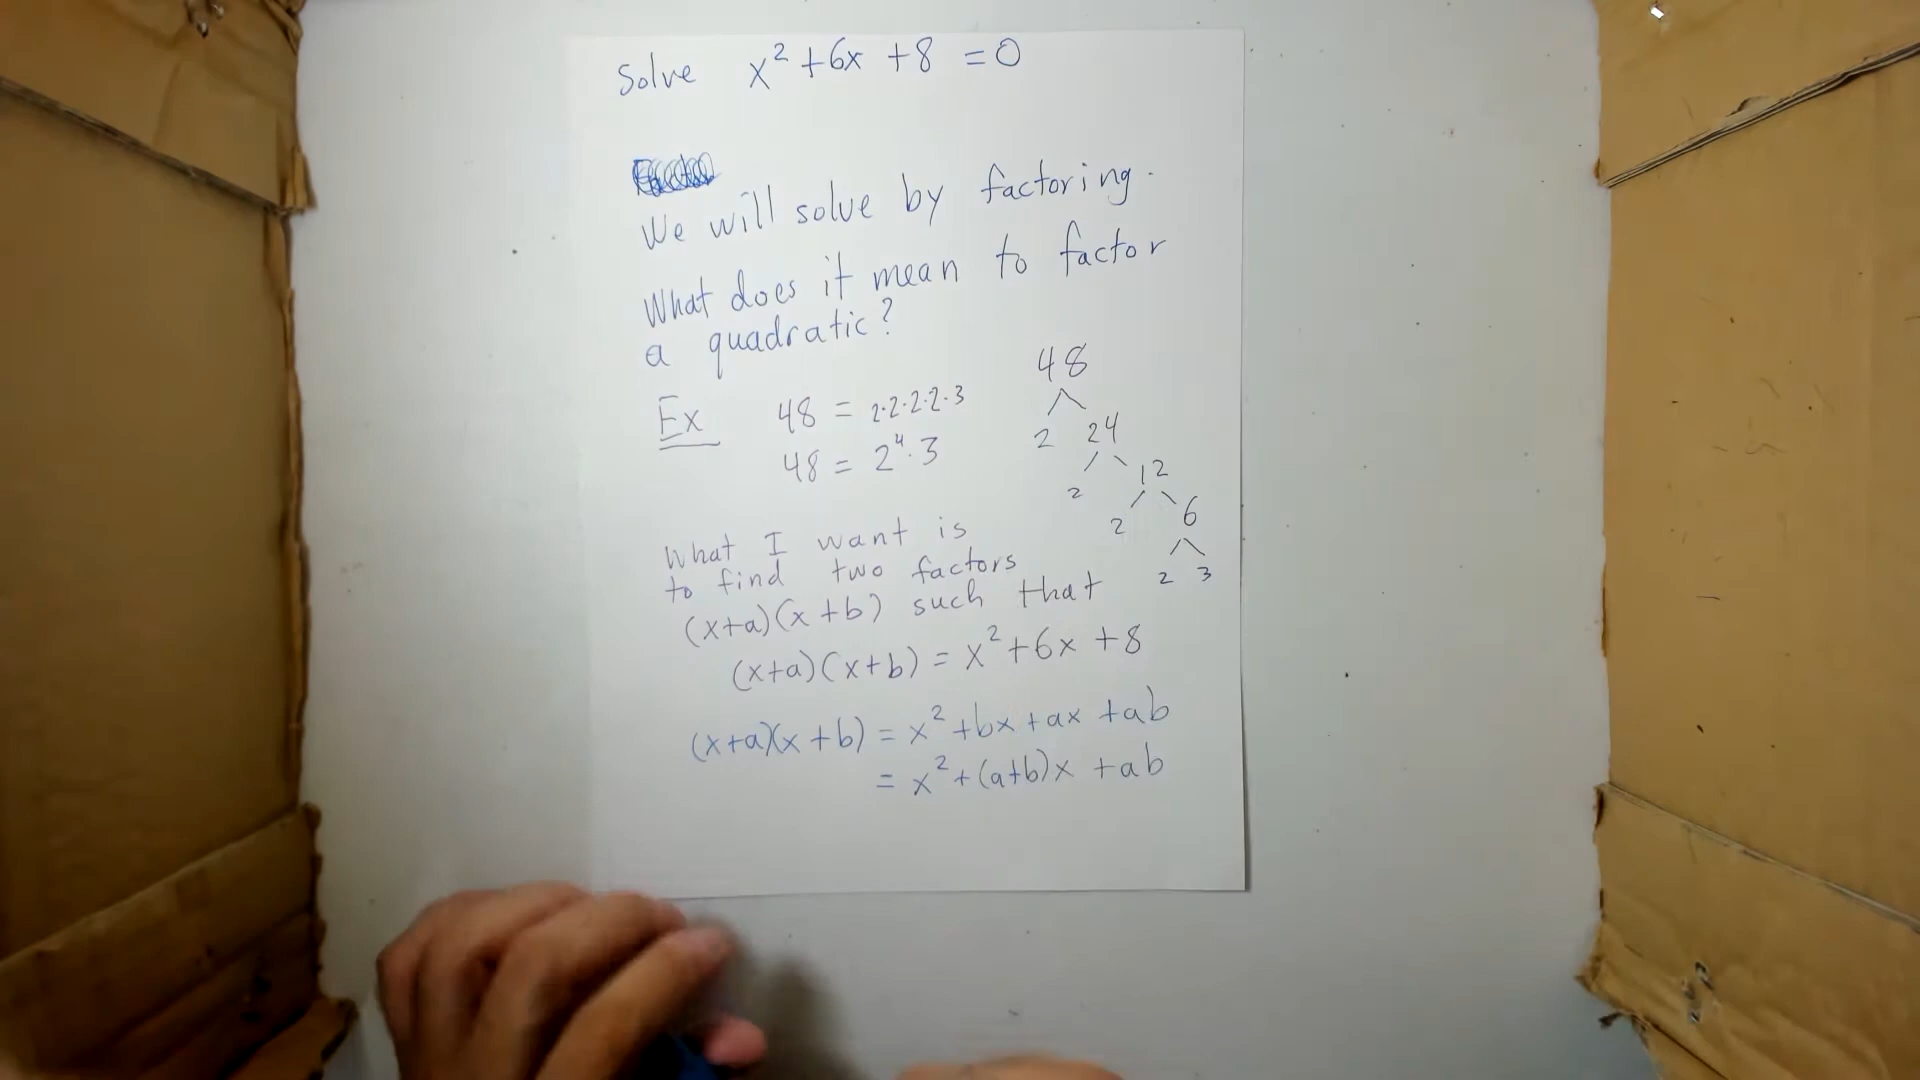 Solve x² + 6x + 8 = 0
We will solve by factoring.
What does it mean to factor
a quadratic?
Ex 48 = 2·2·2·2·3
48 = 2⁴·3
48
2 24
2 12
2 6
2 3
What I want is
to find two factors
(x+a)(x+b) such that
(x+a)(x+b) = x² + 6x + 8
(x+a)(x+b) = x² + bx + ax + ab
= x² + (a+b)x + ab